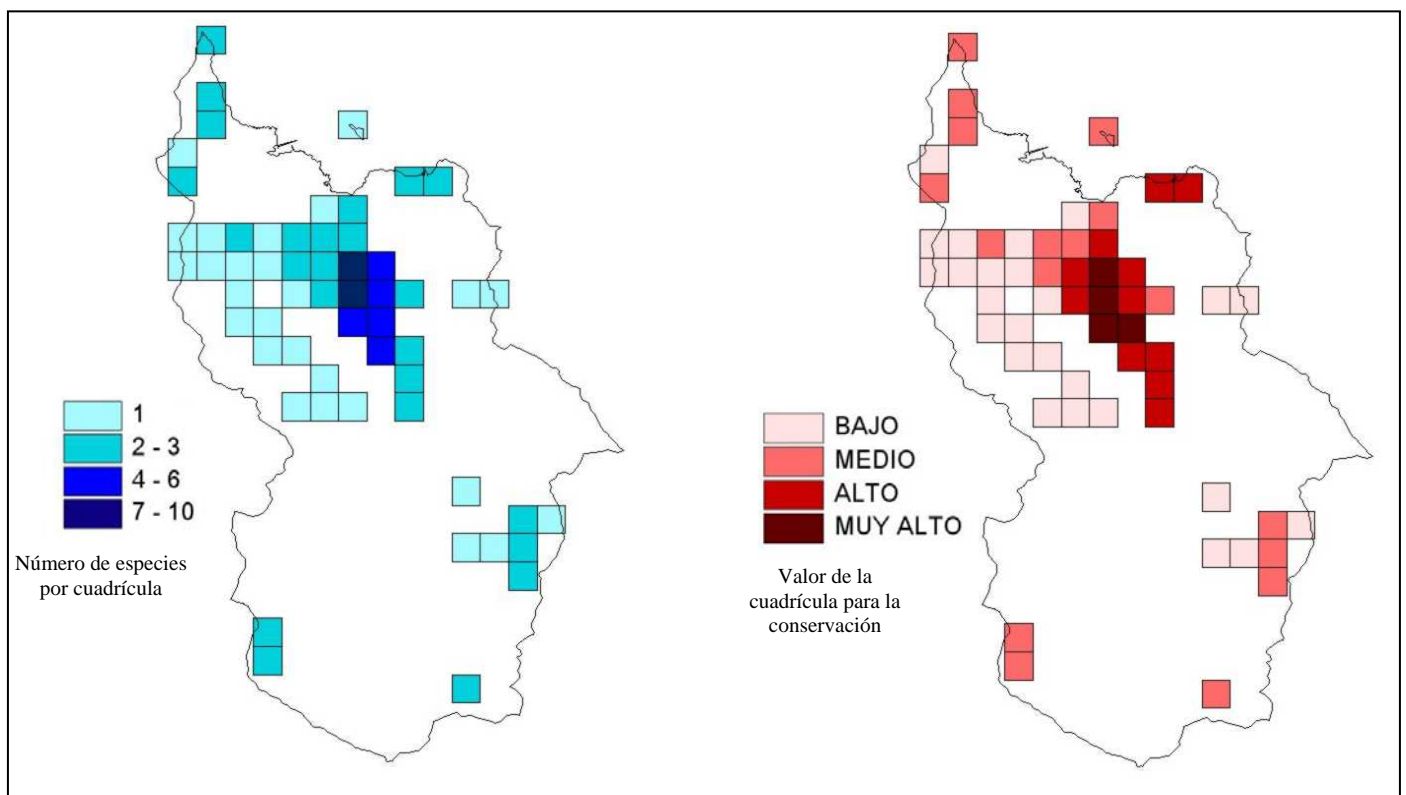 1
2 - 3
4 - 6
7 - 10
Número de especies
por cuadrícula
BAJO
MEDIO
ALTO
MUY ALTO
Valor de la
cuadrícula para la
conservación